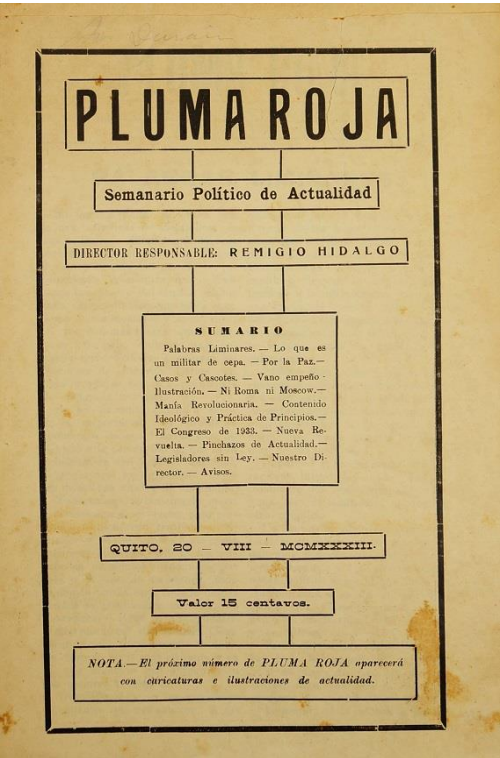 PLUMA ROJA
Semanario Político de Actualidad
DIRECTOR RESPONSABLE: REMIGIO HIDALGO
SUMARIO
Palabras Liminares. — Lo que es
un militar de cepa. — Por la Paz.—
Casos y Cascotes. — Vano empeño -
Ilustración. — Ni Roma ni Moscow.—
Manía Revolucionaria. — Contenido
Ideológico y Práctica de Principios.—
El Congreso de 1933. — Nueva Re-
vuelta. — Pinchazos de Actualidad.—
Legisladores sin Ley. — Nuestro Di-
rector. — Avisos.
QUITO, 20 — VIII — MCMXXXIII.
Valor 15 centavos.
NOTA.—El próximo número de PLUMA ROJA aparecerá
con caricaturas e ilustraciones de actualidad.